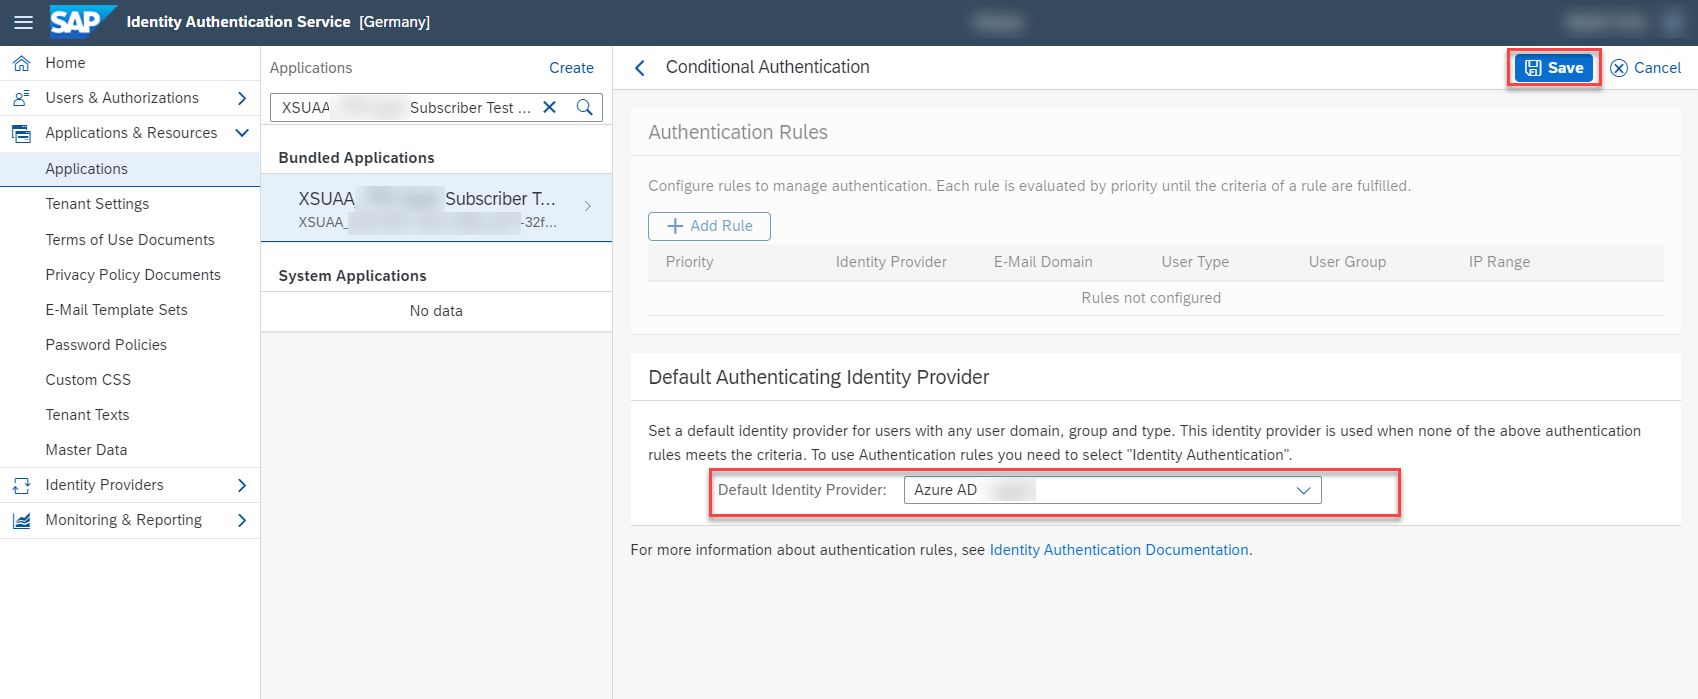 SAP Identity Authentication Service [Germany]
Home
Users & Authorizations
Applications & Resources
Applications
Tenant Settings
Terms of Use Documents
Privacy Policy Documents
E-Mail Template Sets
Password Policies
Custom CSS
Tenant Texts
Master Data
Identity Providers
Monitoring & Reporting
Applications Create
XSUAA_ Subscriber Test ...
Bundled Applications
XSUAA_ Subscriber T...
XSUAA_ -32f...
System Applications
No data
Conditional Authentication
Save Cancel
Authentication Rules
Configure rules to manage authentication. Each rule is evaluated by priority until the criteria of a rule are fulfilled.
Add Rule
Priority Identity Provider E-Mail Domain User Type User Group IP Range
Rules not configured
Default Authenticating Identity Provider
Set a default identity provider for users with any user domain, group and type. This identity provider is used when none of the above authentication
rules meets the criteria. To use Authentication rules you need to select "Identity Authentication".
Default Identity Provider: Azure AD
For more information about authentication rules, see Identity Authentication Documentation.